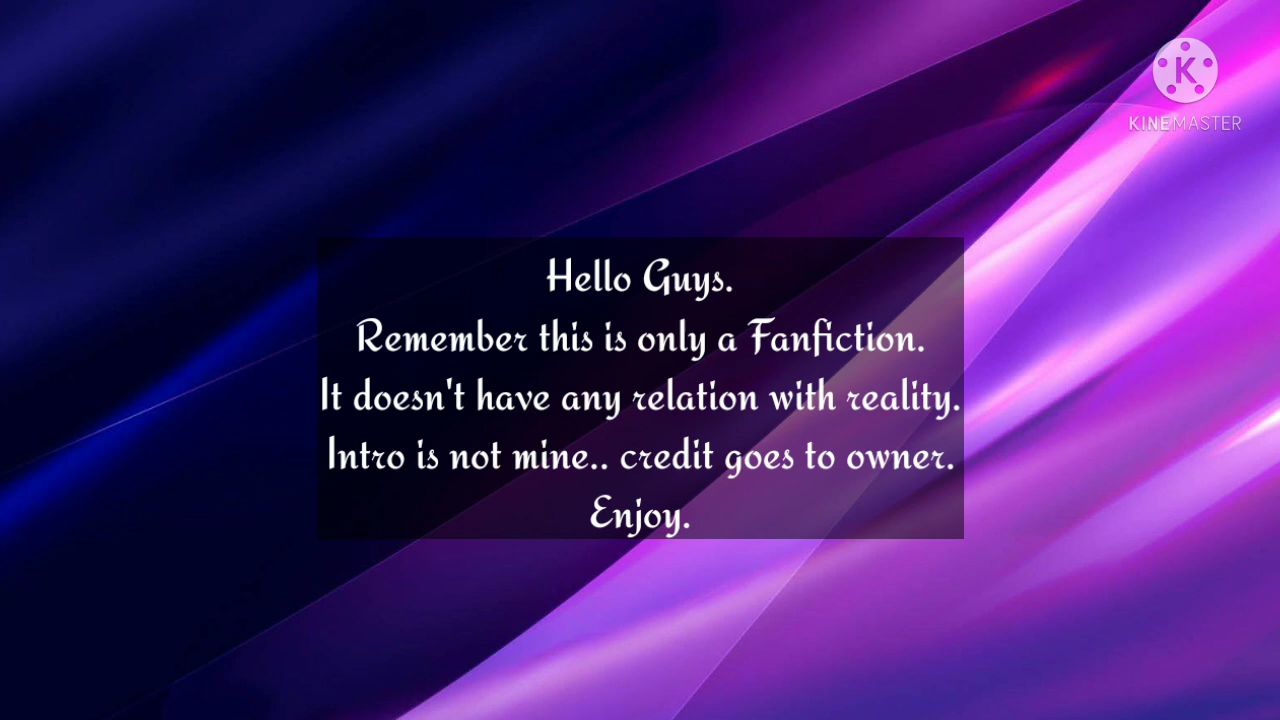 K
KINEMASTER
Hello Guys.
Remember this is only a Fanfiction.
It doesn't have any relation with reality.
Intro is not mine.. credit goes to owner.
Enjoy.